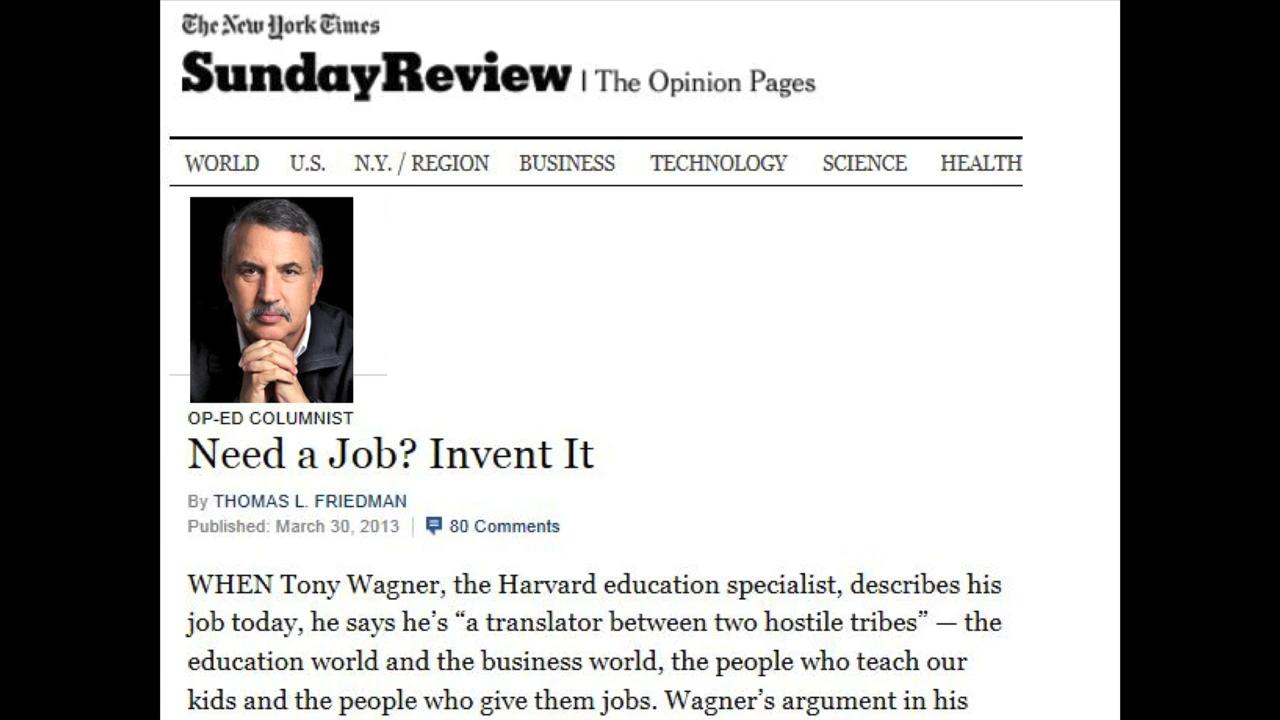 The New York Times
SundayReview | The Opinion Pages
WORLD U.S. N.Y. / REGION BUSINESS TECHNOLOGY SCIENCE HEALTH
OP-ED COLUMNIST
Need a Job? Invent It
By THOMAS L. FRIEDMAN
Published: March 30, 2013 | 80 Comments
WHEN Tony Wagner, the Harvard education specialist, describes his
job today, he says he’s “a translator between two hostile tribes” — the
education world and the business world, the people who teach our
kids and the people who give them jobs. Wagner’s argument in his